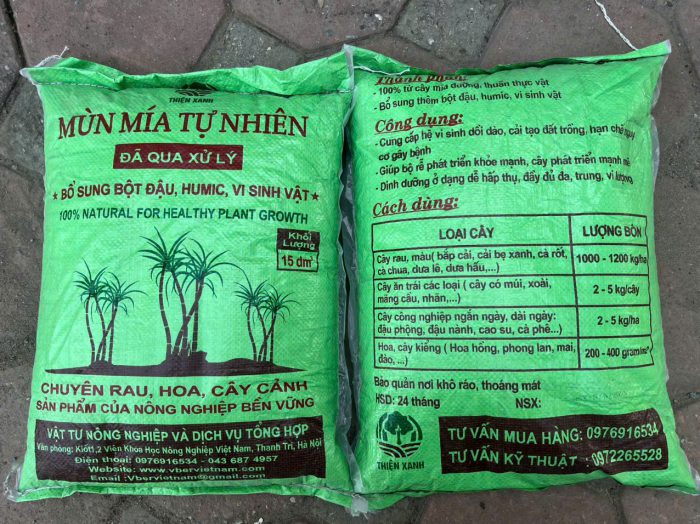 THIÊN XANH
MÙN MÍA TỰ NHIÊN
ĐÃ QUA XỬ LÝ
★ BỔ SUNG BỘT ĐẬU, HUMIC, VI SINH VẬT ★
100% NATURAL FOR HEALTHY PLANT GROWTH
Khối
Lượng
15 dm³
CHUYÊN RAU, HOA, CÂY CẢNH
SẢN PHẨM CỦA NÔNG NGHIỆP BỀN VỮNG
VẬT TƯ NÔNG NGHIỆP VÀ DỊCH VỤ TỔNG HỢP
Văn phòng: Kiôt1,2 Viện Khoa Học Nông Nghiệp Việt Nam, Thanh Trì, Hà Nội
Điện thoại: 0976916534 - 043 687 4957
Website: www.vbervietnam.com
Email :Vbervietnam@gmail.com
Thành phần:
- 100% từ cây mía đường, thuần thực vật
- Bổ sung thêm bột đậu, humic, vi sinh vật
Công dụng:
- Cung cấp hệ vi sinh dồi dào, cải tạo đất trồng, hạn chế nguy
cơ gây bệnh
- Giúp bộ rễ phát triển khỏe mạnh, cây phát triển mạnh mẽ
- Dinh dưỡng ở dạng dễ hấp thụ, đầy đủ đa, trung, vi lượng
Cách dùng:
LOẠI CÂY LƯỢNG BÓN
Cây rau, màu( bắp cải, cải bẹ xanh, cà rốt, 1000 - 1200 kg/ha
cà chua, dưa lê, dưa hấu,...)
Cây ăn trái các loại ( cây có múi, xoài, 2 - 5 kg/cây
mãng cầu, nhãn,...)
Cây công nghiệp ngắn ngày, dài ngày: 2 - 5 kg/ha
đậu phộng, đậu nành, cao su, cà phê...)
Hoa, cây kiểng ( Hoa hồng, phong lan, mai, 200 - 400 gram/m²
đào, ...)
Bảo quản nơi khô ráo, thoáng mát
HSD: 24 tháng NSX:
THIÊN XANH
TƯ VẤN MUA HÀNG: 0976916534
TƯ VẤN KỸ THUẬT : 0972265528